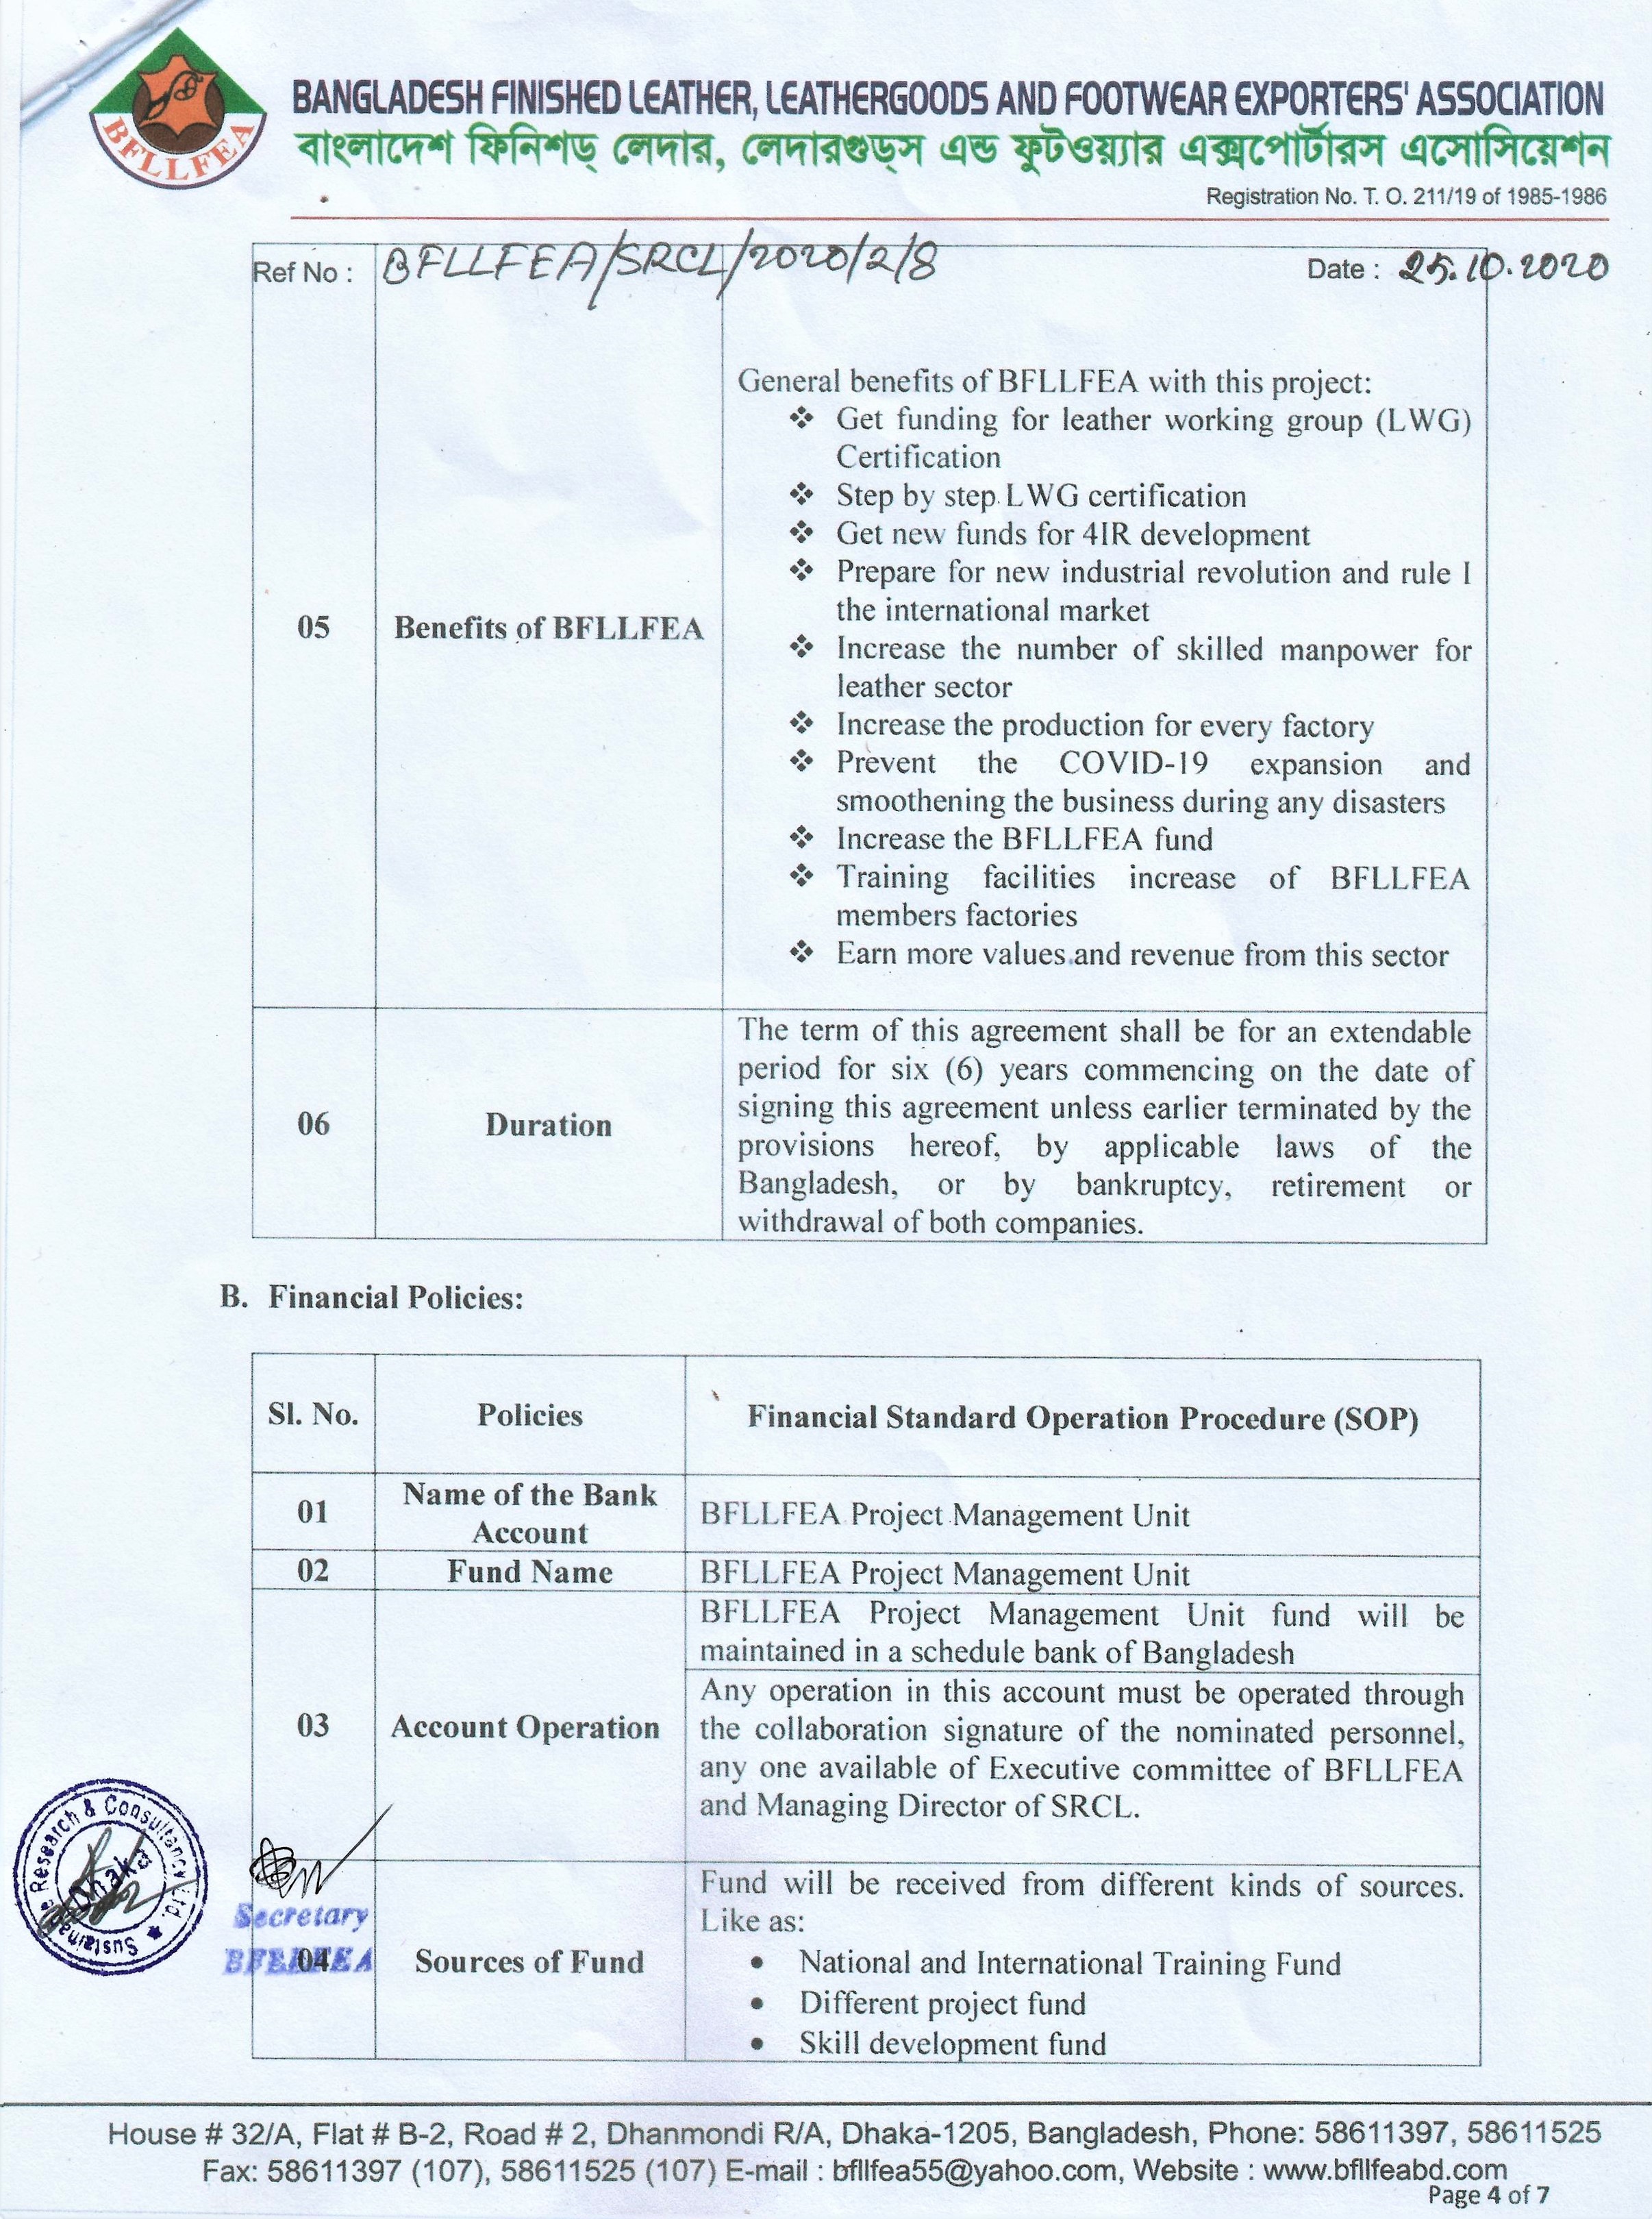 BFLLFEA
BANGLADESH FINISHED LEATHER, LEATHERGOODS AND FOOTWEAR EXPORTERS' ASSOCIATION
বাংলাদেশ ফিনিশড্ লেদার, লেদারগুড্স এন্ড ফুটওয়্যার এক্সপোর্টারস এসোসিয়েশন
Registration No. T. O. 211/19 of 1985-1986
Ref No : BFLLFEA/SRCL/2020/2/8 Date : 25.10.2020
General benefits of BFLLFEA with this project:
❖ Get funding for leather working group (LWG)
Certification
❖ Step by step LWG certification
❖ Get new funds for 4IR development
❖ Prepare for new industrial revolution and rule I
the international market
05 Benefits of BFLLFEA
❖ Increase the number of skilled manpower for
leather sector
❖ Increase the production for every factory
❖ Prevent the COVID-19 expansion and
smoothening the business during any disasters
❖ Increase the BFLLFEA fund
❖ Training facilities increase of BFLLFEA
members factories
❖ Earn more values and revenue from this sector
06 Duration
The term of this agreement shall be for an extendable
period for six (6) years commencing on the date of
signing this agreement unless earlier terminated by the
provisions hereof, by applicable laws of the
Bangladesh, or by bankruptcy, retirement or
withdrawal of both companies.
B. Financial Policies:
Sl. No. Policies Financial Standard Operation Procedure (SOP)
01 Name of the Bank
Account
BFLLFEA Project Management Unit
02 Fund Name BFLLFEA Project Management Unit
03 Account Operation
BFLLFEA Project Management Unit fund will be
maintained in a schedule bank of Bangladesh
Any operation in this account must be operated through
the collaboration signature of the nominated personnel,
any one available of Executive committee of BFLLFEA
and Managing Director of SRCL.
04 Sources of Fund
Fund will be received from different kinds of sources.
Like as:
• National and International Training Fund
• Different project fund
• Skill development fund
Research & Consultancy Ltd.
Dhaka
Secretary
BFLLFEA
House # 32/A, Flat # B-2, Road # 2, Dhanmondi R/A, Dhaka-1205, Bangladesh, Phone: 58611397, 58611525
Fax: 58611397 (107), 58611525 (107) E-mail : bfllfea55@yahoo.com, Website : www.bfllfeabd.com
Page 4 of 7